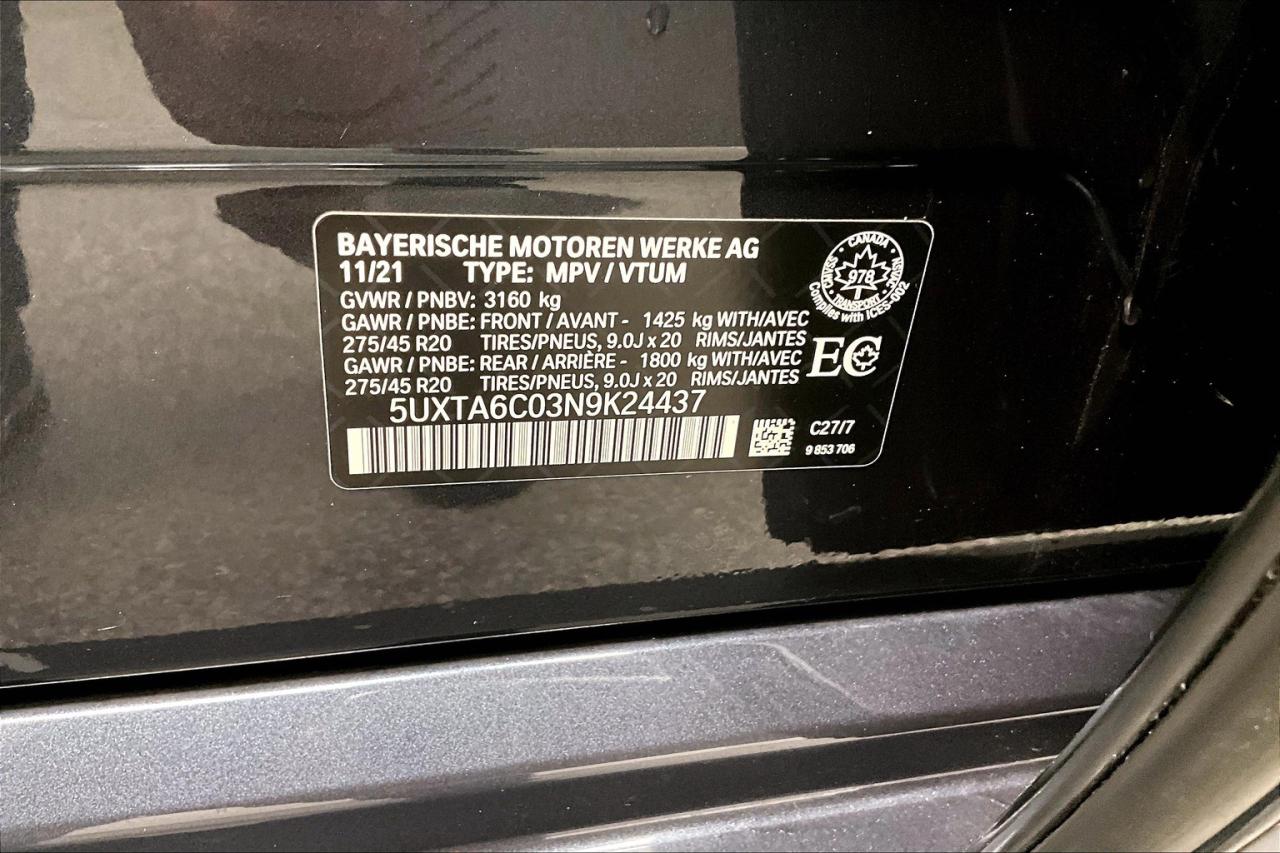 BAYERISCHE MOTOREN WERKE AG
11/21 TYPE: MPV / VTUM
GVWR / PNBV: 3160 kg
GAWR / PNBE: FRONT / AVANT - 1425 kg WITH/AVEC
275/45 R20 TIRES/PNEUS, 9.0J x 20 RIMS/JANTES
GAWR / PNBE: REAR / ARRIÈRE - 1800 kg WITH/AVEC
275/45 R20 TIRES/PNEUS, 9.0J x 20 RIMS/JANTES
5UXTA6C03N9K24437
CANADA
CMVSS
978
NSVAC
TRANSPORT
Complies with ICES-002
EC
C27/7
9 853 706